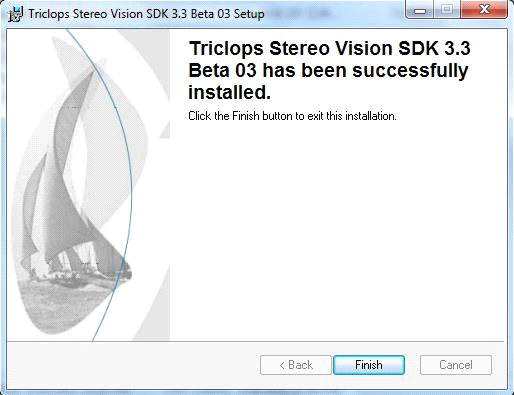 Triclops Stereo Vision SDK 3.3 Beta 03 Setup
Triclops Stereo Vision SDK 3.3
Beta 03 has been successfully
installed.
Click the Finish button to exit this installation.
< Back
Finish
Cancel